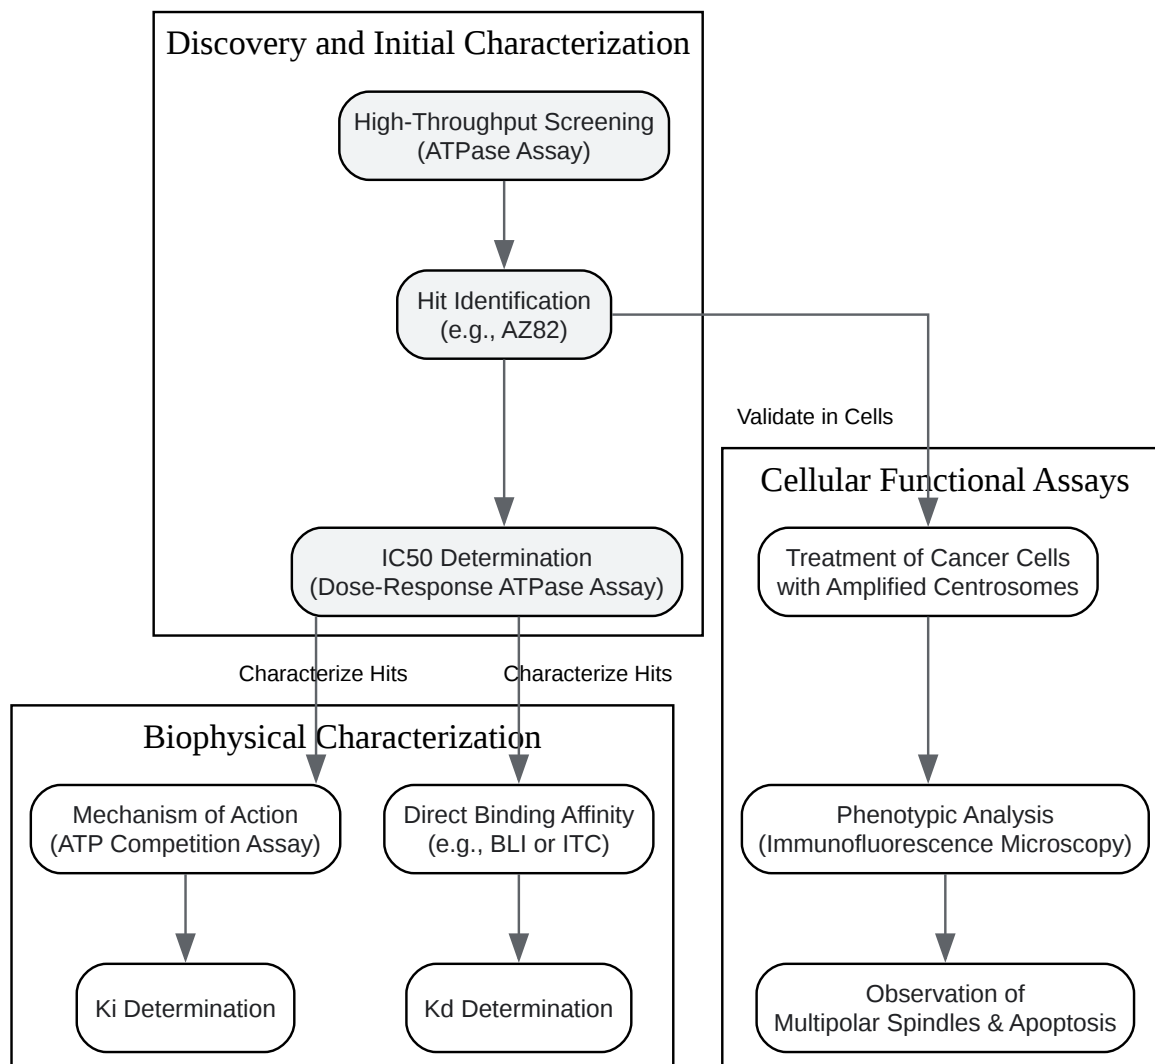 Discovery and Initial Characterization
High-Throughput Screening
(ATPase Assay)
Hit Identification
(e.g., AZ82)
Validate in Cells
Cellular Functional Assays
IC50 Determination
(Dose-Response ATPase Assay)
Treatment of Cancer Cells
with Amplified Centrosomes
Characterize Hits
Characterize Hits
Biophysical Characterization
Mechanism of Action
(ATP Competition Assay)
Direct Binding Affinity
(e.g., BLI or ITC)
Phenotypic Analysis
(Immunofluorescence Microscopy)
Ki Determination
Kd Determination
Observation of
Multipolar Spindles & Apoptosis